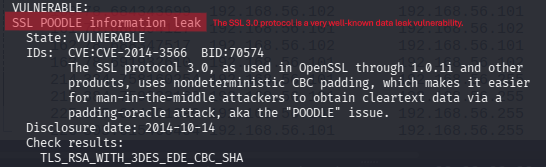 VULNERABLE:
SSL POODLE information leak The SSL 3.0 protocol is a very well-known data leak vulnerability.
State: VULNERABLE
IDs: CVE:CVE-2014-3566 BID:70574
The SSL protocol 3.0, as used in OpenSSL through 1.0.1i and other
products, uses nondeterministic CBC padding, which makes it easier
for man-in-the-middle attackers to obtain cleartext data via a
padding-oracle attack, aka the "POODLE" issue.
Disclosure date: 2014-10-14
Check results:
TLS_RSA_WITH_3DES_EDE_CBC_SHA